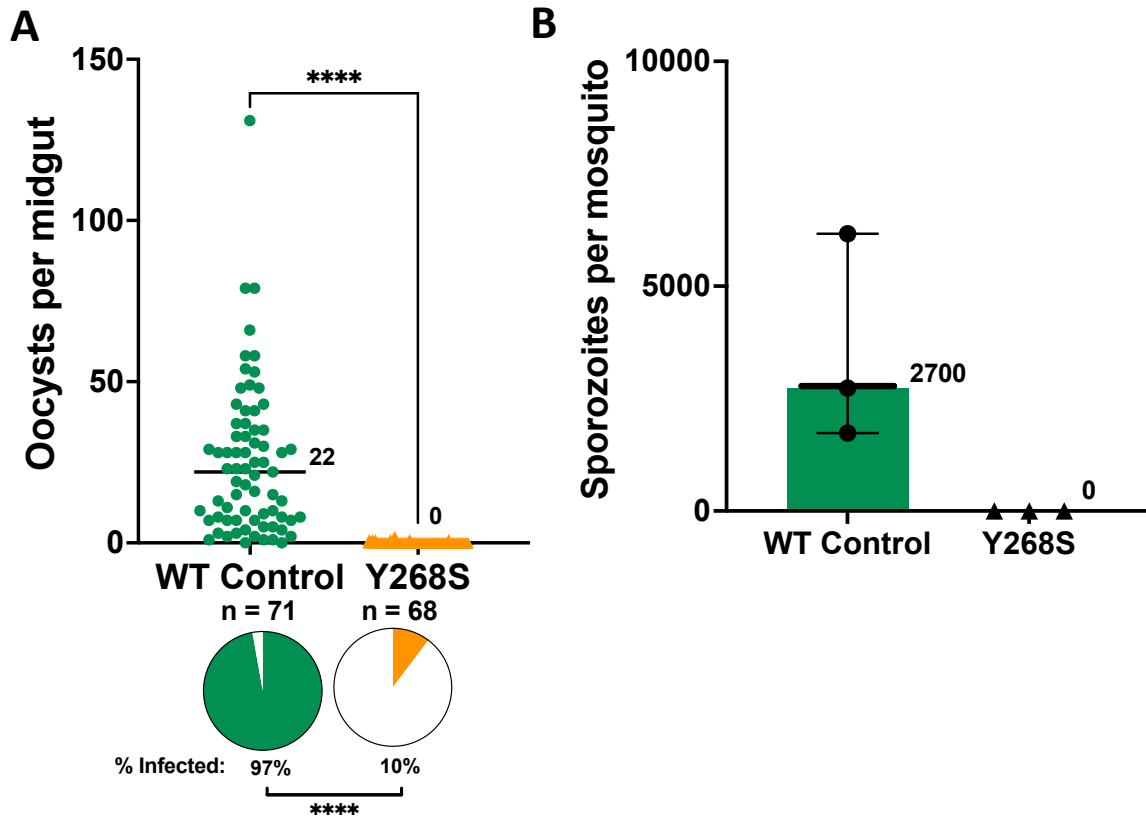 A
Oocysts per midgut
150
100
50
0
****
22
0
WT Control
Y268S
n = 71
n = 68
% Infected:
97%
10%
****
B
Sporozoites per mosquito
10000
5000
0
2700
0
WT Control
Y268S